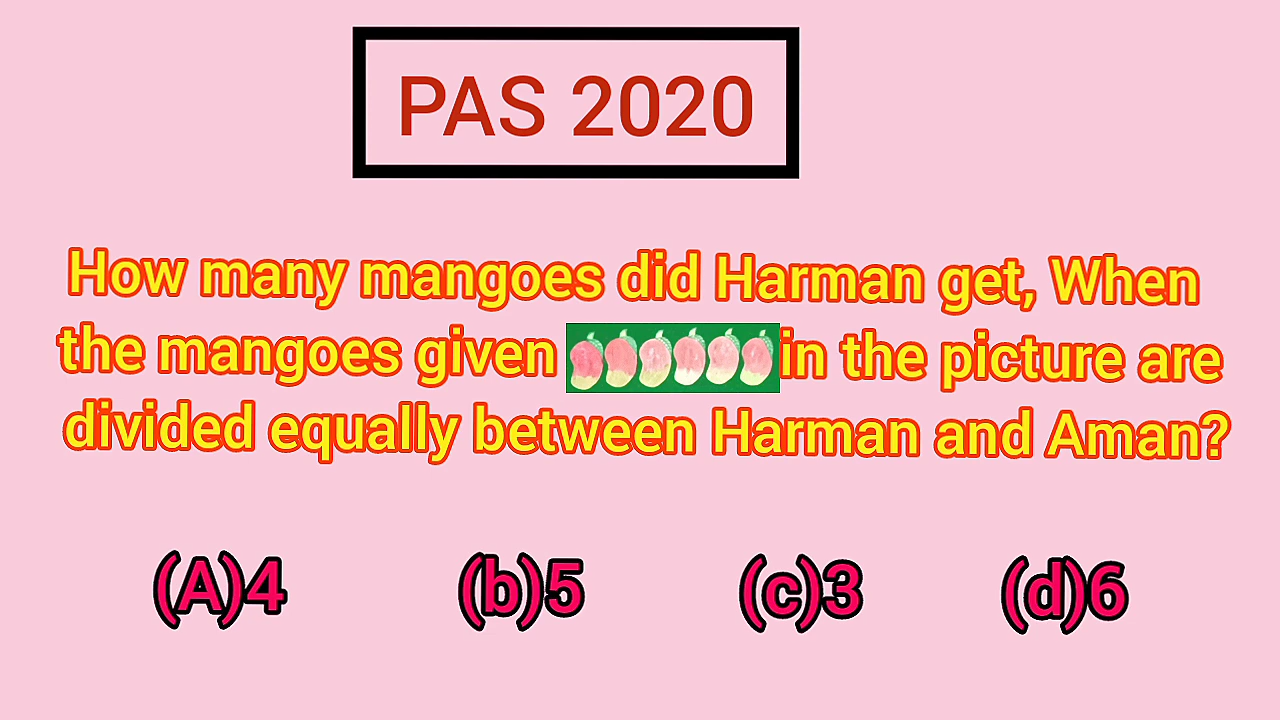 PAS 2020
How many mangoes did Harman get, When
the mangoes given in the picture are
divided equally between Harman and Aman?
(A)4 (b)5 (c)3 (d)6